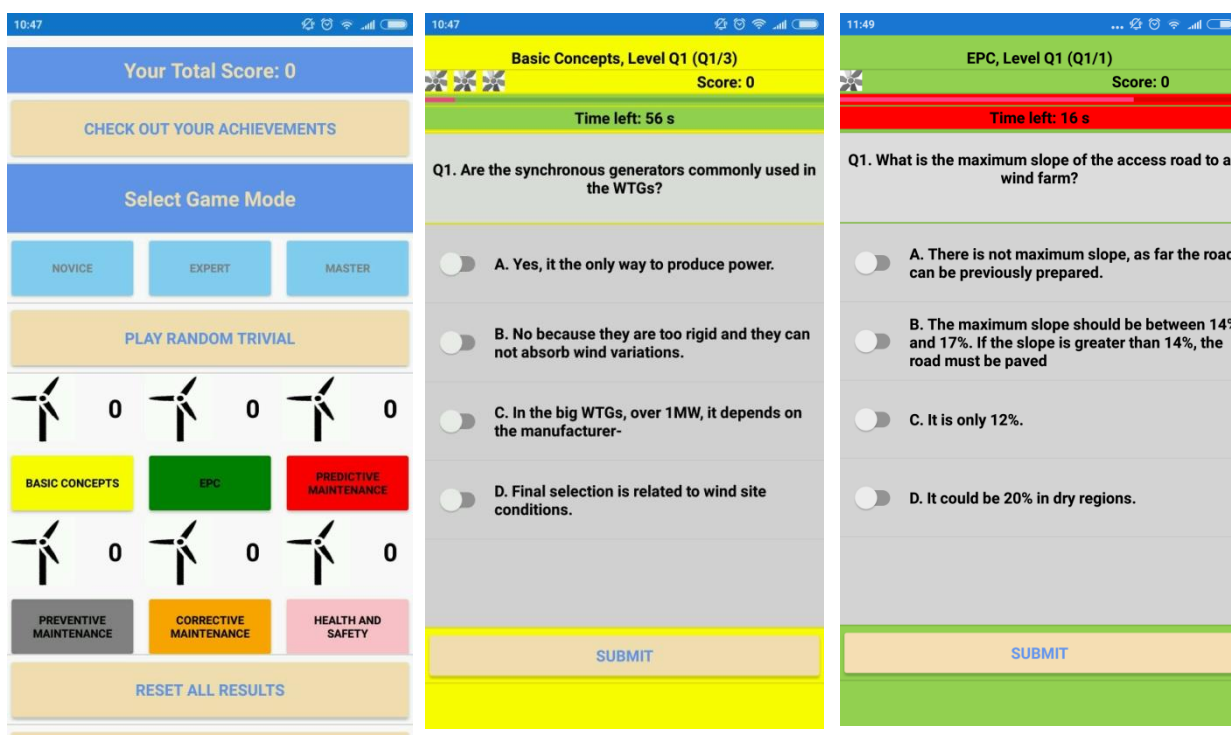 10:47
Your Total Score: 0
CHECK OUT YOUR ACHIEVEMENTS
Select Game Mode
NOVICE
EXPERT
MASTER
PLAY RANDOM TRIVIAL
0
0
0
BASIC CONCEPTS
EPC
PREDICTIVE
MAINTENANCE
0
0
0
PREVENTIVE
MAINTENANCE
CORRECTIVE
MAINTENANCE
HEALTH AND
SAFETY
RESET ALL RESULTS
10:47
Basic Concepts, Level Q1 (Q1/3)
Score: 0
Time left: 56 s
Q1. Are the synchronous generators commonly used in
the WTGs?
A. Yes, it the only way to produce power.
B. No because they are too rigid and they can
not absorb wind variations.
C. In the big WTGs, over 1MW, it depends on
the manufacturer-
D. Final selection is related to wind site
conditions.
SUBMIT
11:49
...
EPC, Level Q1 (Q1/1)
Score: 0
Time left: 16 s
Q1. What is the maximum slope of the access road to a
wind farm?
A. There is not maximum slope, as far the road
can be previously prepared.
B. The maximum slope should be between 14%
and 17%. If the slope is greater than 14%, the
road must be paved
C. It is only 12%.
D. It could be 20% in dry regions.
SUBMIT